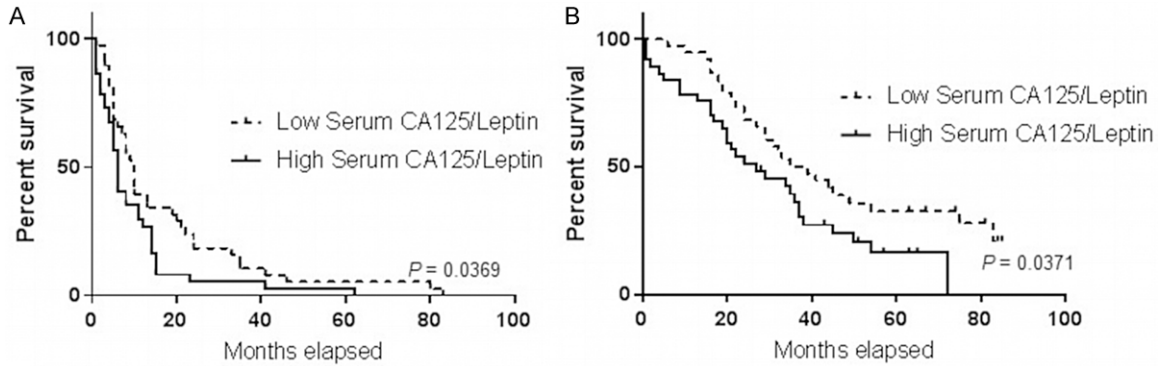 A
Percent survival
100
50
0
Low Serum CA125/Leptin
High Serum CA125/Leptin
P = 0.0369
0 20 40 60 80 100
Months elapsed
B
Percent survival
100
50
0
Low Serum CA125/Leptin
High Serum CA125/Leptin
P = 0.0371
0 20 40 60 80 100
Months elapsed